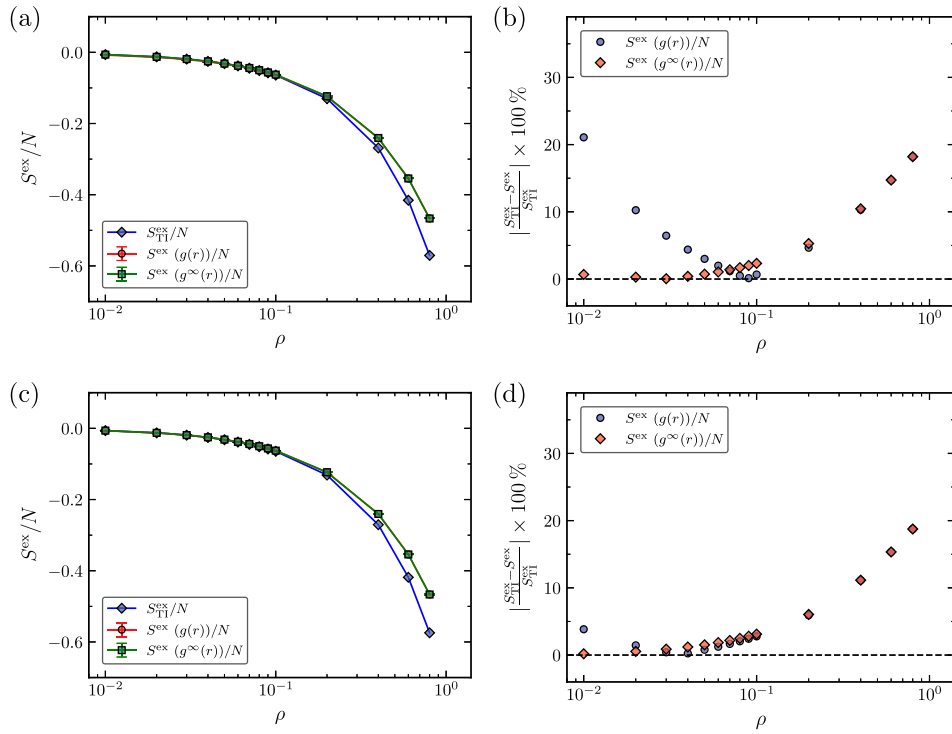 (a)
0.0
−0.2
−0.4
−0.6
S^ex/N
S^ex_TI/N
S^ex (g(r))/N
S^ex (g^∞(r))/N
10^−2
10^−1
10^0
ρ
(b)
30
20
10
0
|S^ex_TI−S^ex/S^ex_TI| × 100 %
S^ex (g(r))/N
S^ex (g^∞(r))/N
10^−2
10^−1
10^0
ρ
(c)
0.0
−0.2
−0.4
−0.6
S^ex/N
S^ex_TI/N
S^ex (g(r))/N
S^ex (g^∞(r))/N
10^−2
10^−1
10^0
ρ
(d)
30
20
10
0
|S^ex_TI−S^ex/S^ex_TI| × 100 %
S^ex (g(r))/N
S^ex (g^∞(r))/N
10^−2
10^−1
10^0
ρ